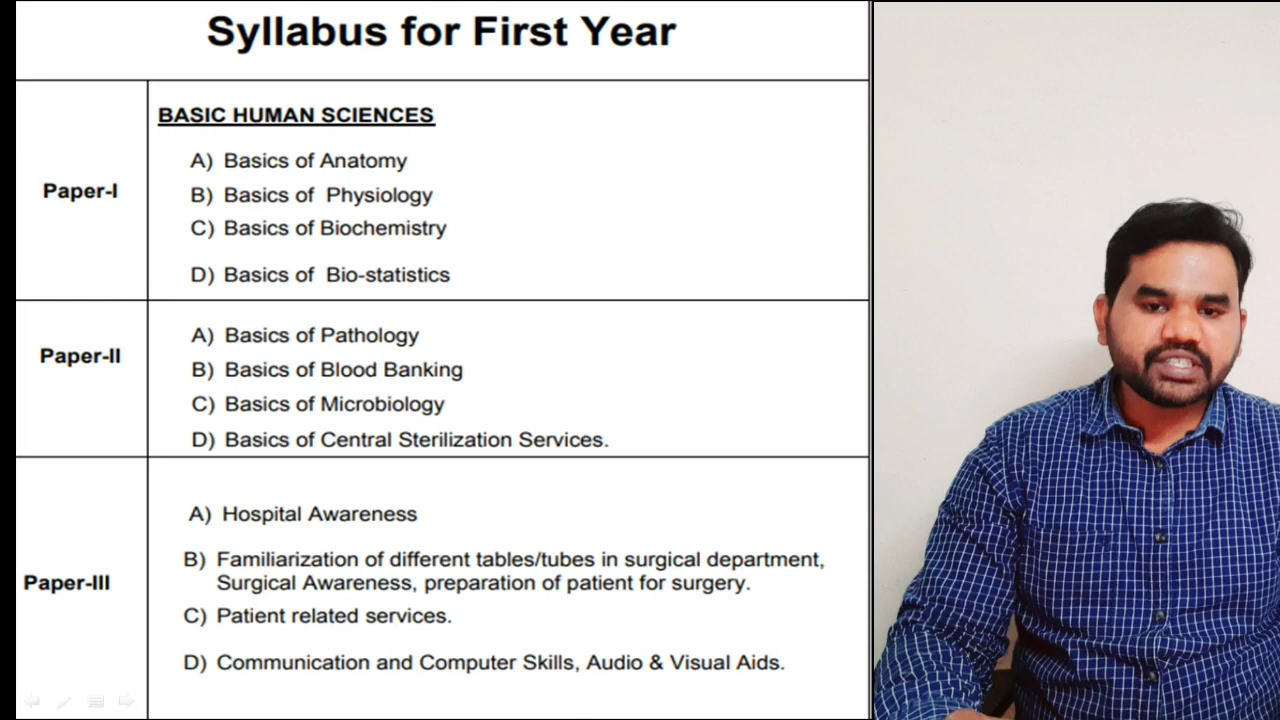 Syllabus for First Year
Paper-I
BASIC HUMAN SCIENCES
A) Basics of Anatomy
B) Basics of Physiology
C) Basics of Biochemistry
D) Basics of Bio-statistics
Paper-II
A) Basics of Pathology
B) Basics of Blood Banking
C) Basics of Microbiology
D) Basics of Central Sterilization Services.
Paper-III
A) Hospital Awareness
B) Familiarization of different tables/tubes in surgical department,
Surgical Awareness, preparation of patient for surgery.
C) Patient related services.
D) Communication and Computer Skills, Audio & Visual Aids.